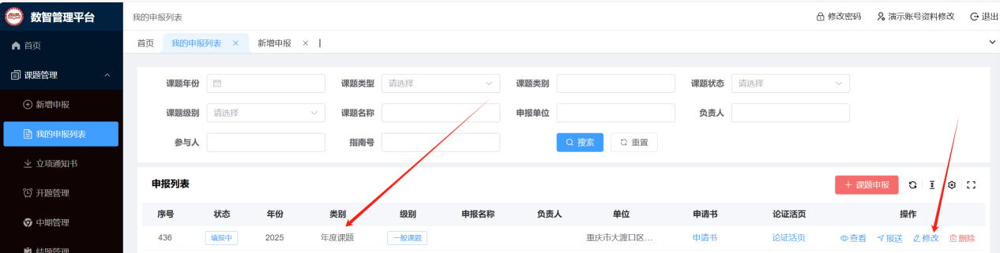 数智管理平台
我的申报列表
修改密码
演示账号资料修改
退出
首页
我的申报列表
新增申报
首页
课题管理
新增申报
我的申报列表
立项通知书
开题管理
中期管理
结题管理
课题年份
课题类型 请选择
课题类别
课题状态 请选择
课题级别 请选择
课题名称
申报单位
负责人
参与人
指南号
搜索
重置
申报列表
课题申报
序号 状态 年份 类别 级别 申报名称 负责人 单位 申请书 论证活页 操作
436 填报中 2025 年度课题 一般课题 重庆市大渡口区... 申请书 论证活页 查看 报送 修改 删除